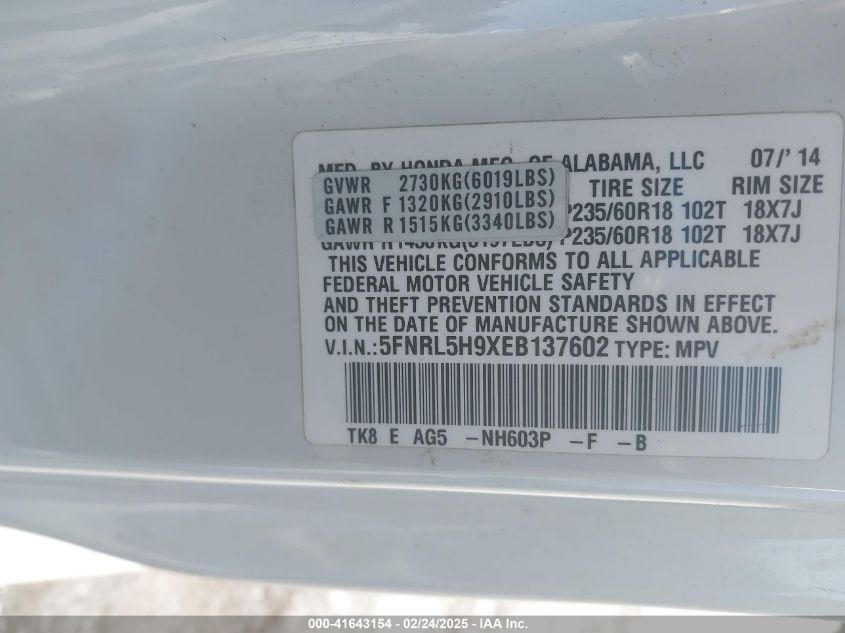 MFD. BY HONDA MFG. OF ALABAMA, LLC 07/'14
GVWR 2730KG(6019LBS) TIRE SIZE RIM SIZE
GAWR F 1320KG(2910LBS) P235/60R18 102T 18X7J
GAWR R 1515KG(3340LBS) P235/60R18 102T 18X7J
THIS VEHICLE CONFORMS TO ALL APPLICABLE
FEDERAL MOTOR VEHICLE SAFETY
AND THEFT PREVENTION STANDARDS IN EFFECT
ON THE DATE OF MANUFACTURE SHOWN ABOVE.
V.I.N.:5FNRL5H9XEB137602 TYPE: MPV
TK8 E AG5 -NH603P -F -B
000-41643154 - 02/24/2025 - IAA Inc.